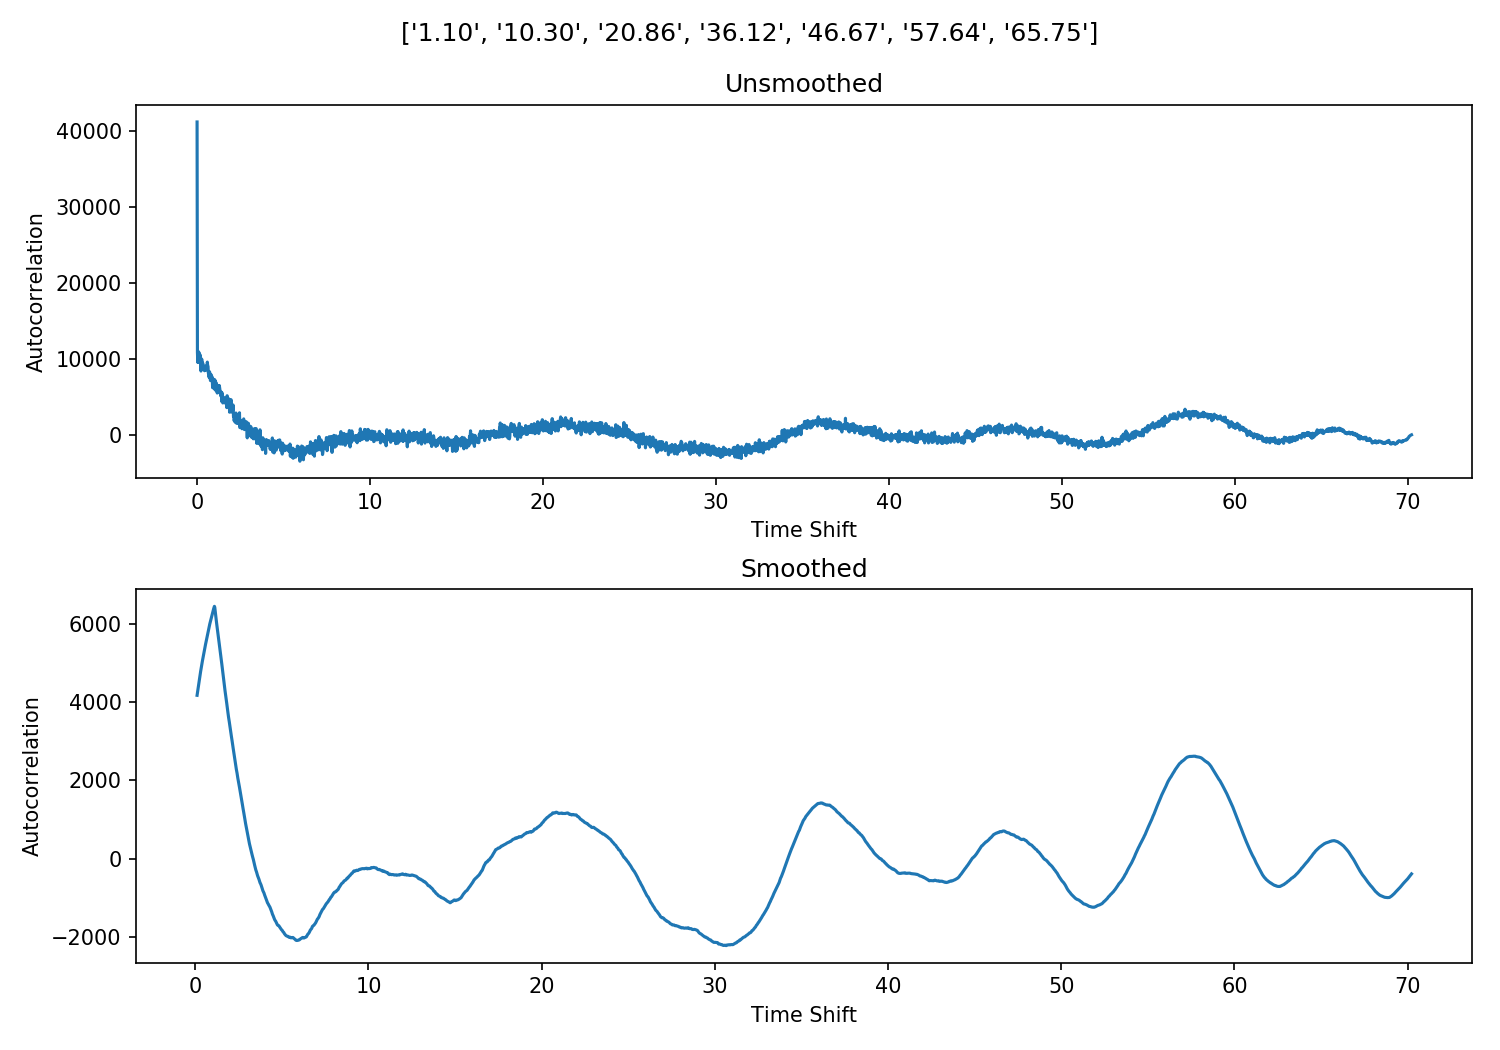 ['1.10', '10.30', '20.86', '36.12', '46.67', '57.64', '65.75']
Unsmoothed
40000
30000
20000
10000
0
Autocorrelation
0 10 20 30 40 50 60 70
Time Shift
Smoothed
6000
4000
2000
0
−2000
Autocorrelation
0 10 20 30 40 50 60 70
Time Shift